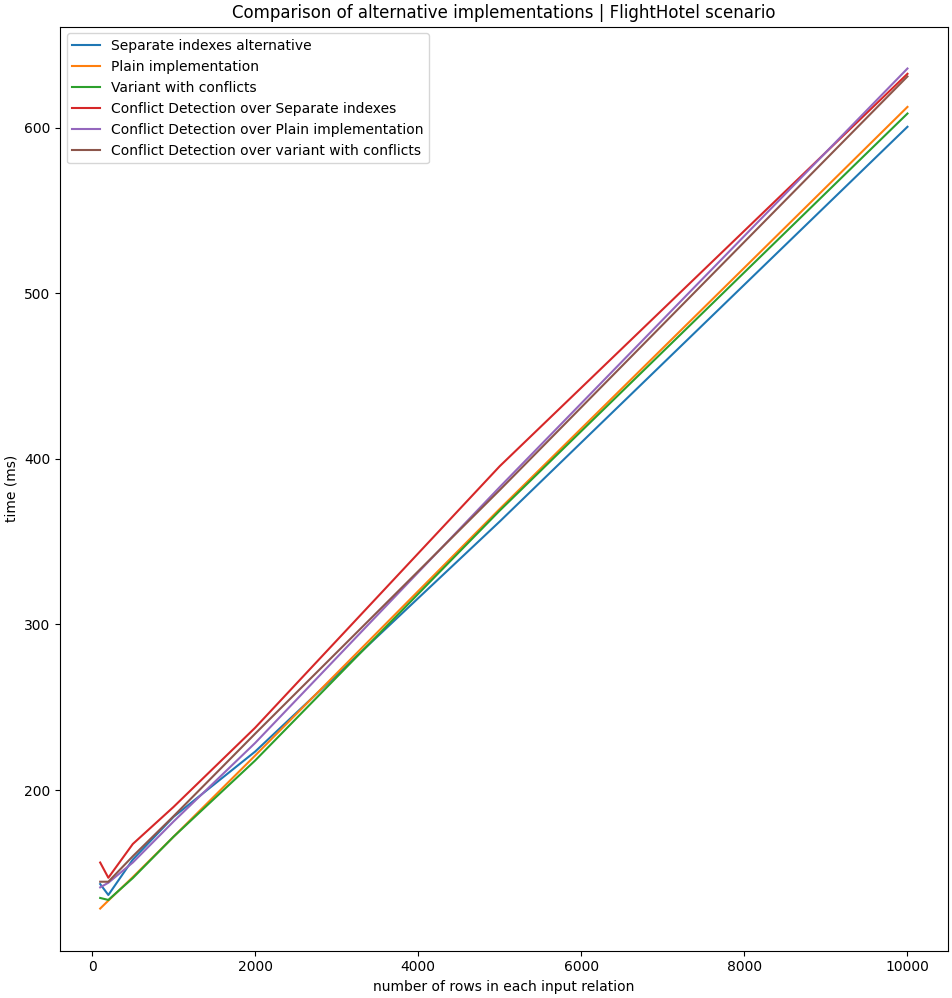 Comparison of alternative implementations | FlightHotel scenario
Separate indexes alternative
Plain implementation
Variant with conflicts
Conflict Detection over Separate indexes
Conflict Detection over Plain implementation
Conflict Detection over variant with conflicts
600
500
400
300
200
time (ms)
0 2000 4000 6000 8000 10000
number of rows in each input relation